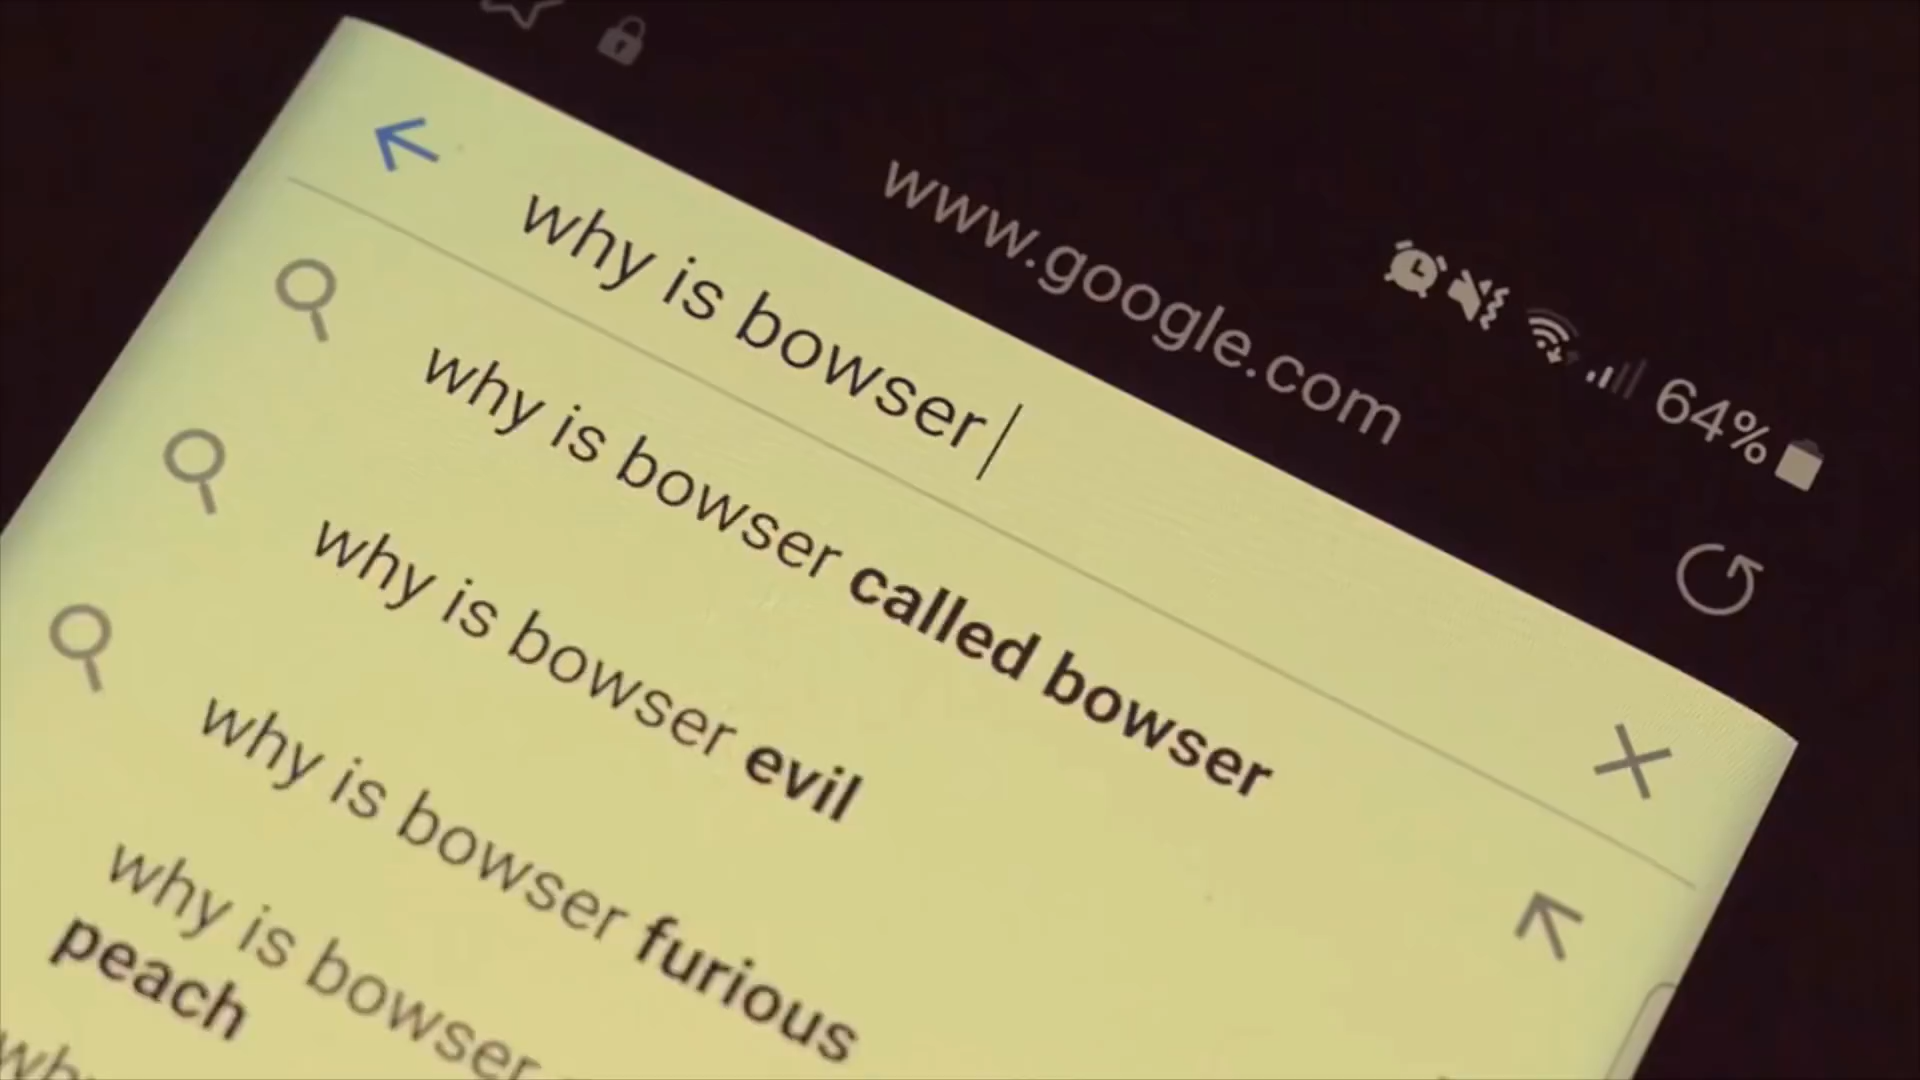 www.google.com
64%
why is bowser
why is bowser called bowser
why is bowser evil
why is bowser furious
why is bowser
peach